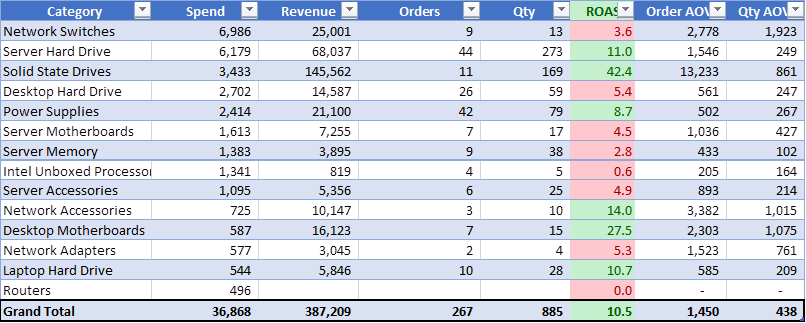 Category Spend Revenue Orders Qty ROAS Order AOV Qty AOV
Network Switches 6,986 25,001 9 13 3.6 2,778 1,923
Server Hard Drive 6,179 68,037 44 273 11.0 1,546 249
Solid State Drives 3,433 145,562 11 169 42.4 13,233 861
Desktop Hard Drive 2,702 14,587 26 59 5.4 561 247
Power Supplies 2,414 21,100 42 79 8.7 502 267
Server Motherboards 1,613 7,255 7 17 4.5 1,036 427
Server Memory 1,383 3,895 9 38 2.8 433 102
Intel Unboxed Processor 1,341 819 4 5 0.6 205 164
Server Accessories 1,095 5,356 6 25 4.9 893 214
Network Accessories 725 10,147 3 10 14.0 3,382 1,015
Desktop Motherboards 587 16,123 7 15 27.5 2,303 1,075
Network Adapters 577 3,045 2 4 5.3 1,523 761
Laptop Hard Drive 544 5,846 10 28 10.7 585 209
Routers 496 0.0 - -
Grand Total 36,868 387,209 267 885 10.5 1,450 438